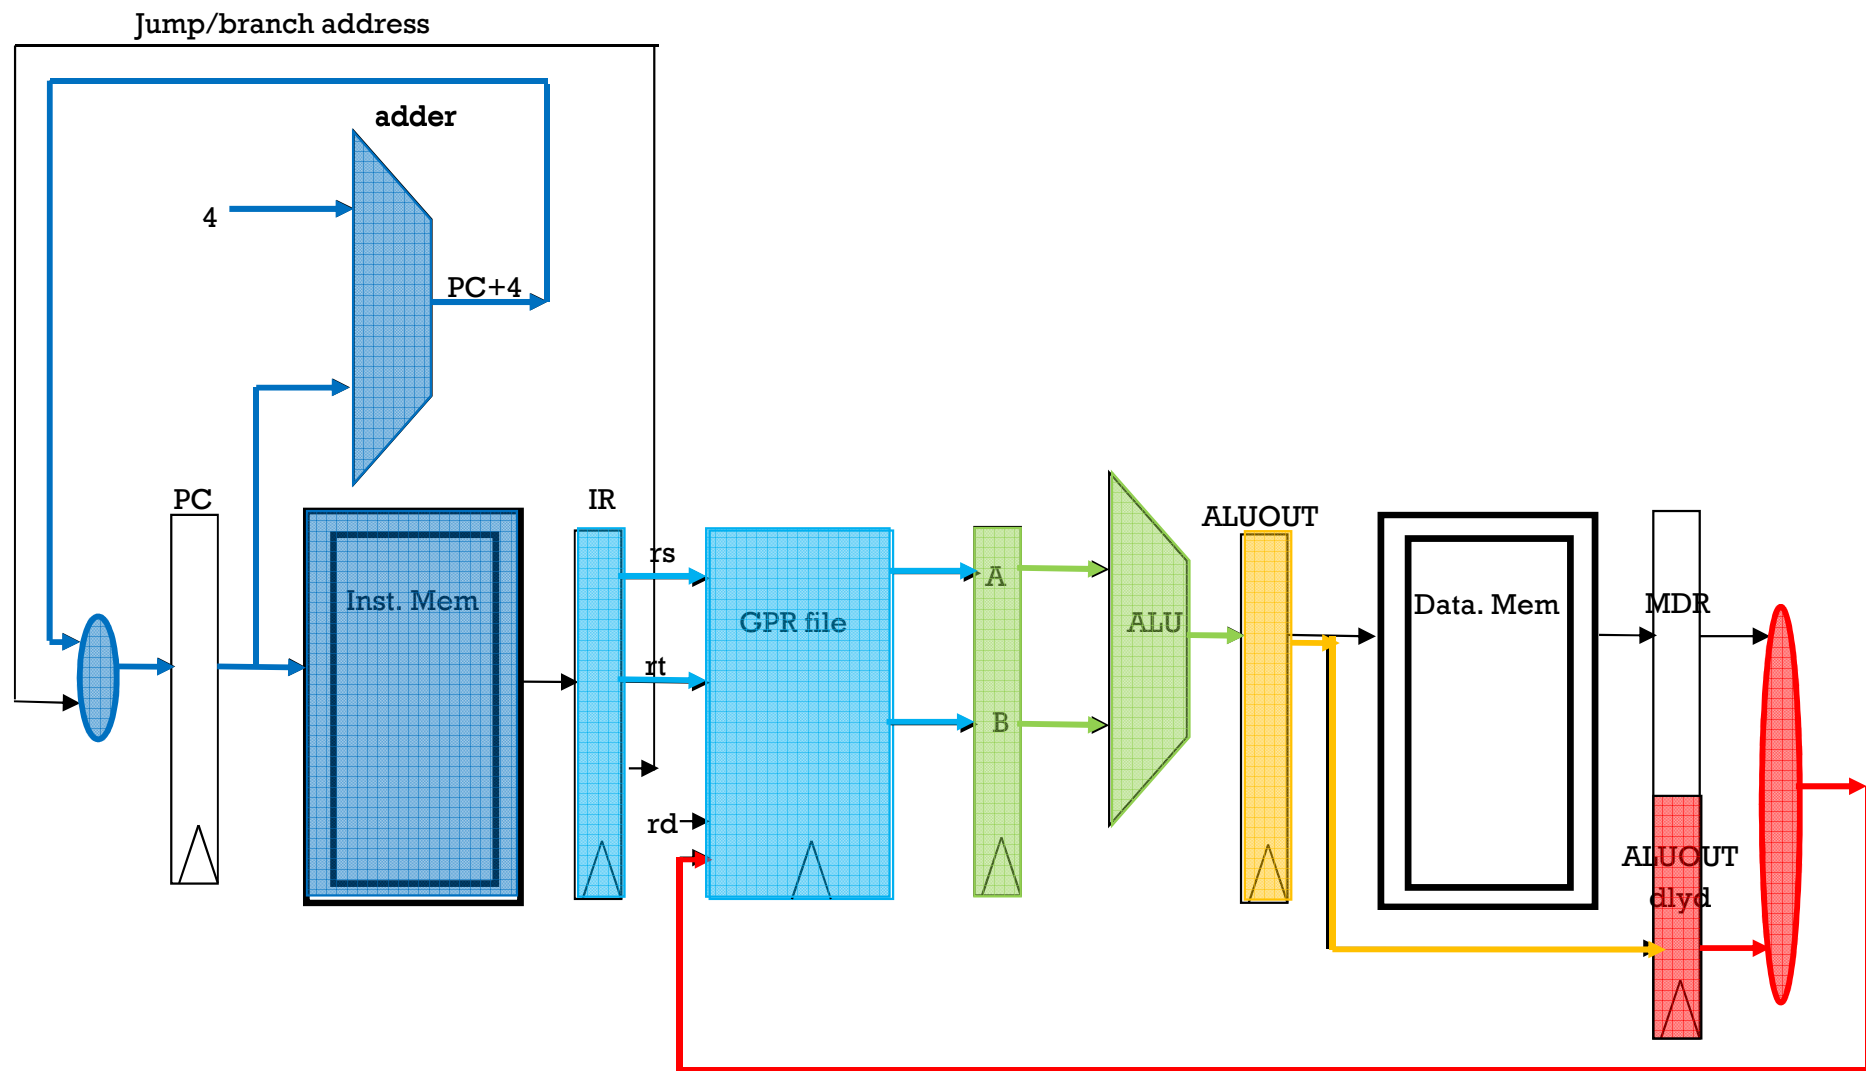 Jump/branch address
adder
4
PC+4
PC
IR
ALUOUT
rs
A
Inst. Mem
GPR file
ALU
Data. Mem
MDR
rt
B
rd
ALUOUT
dlyd